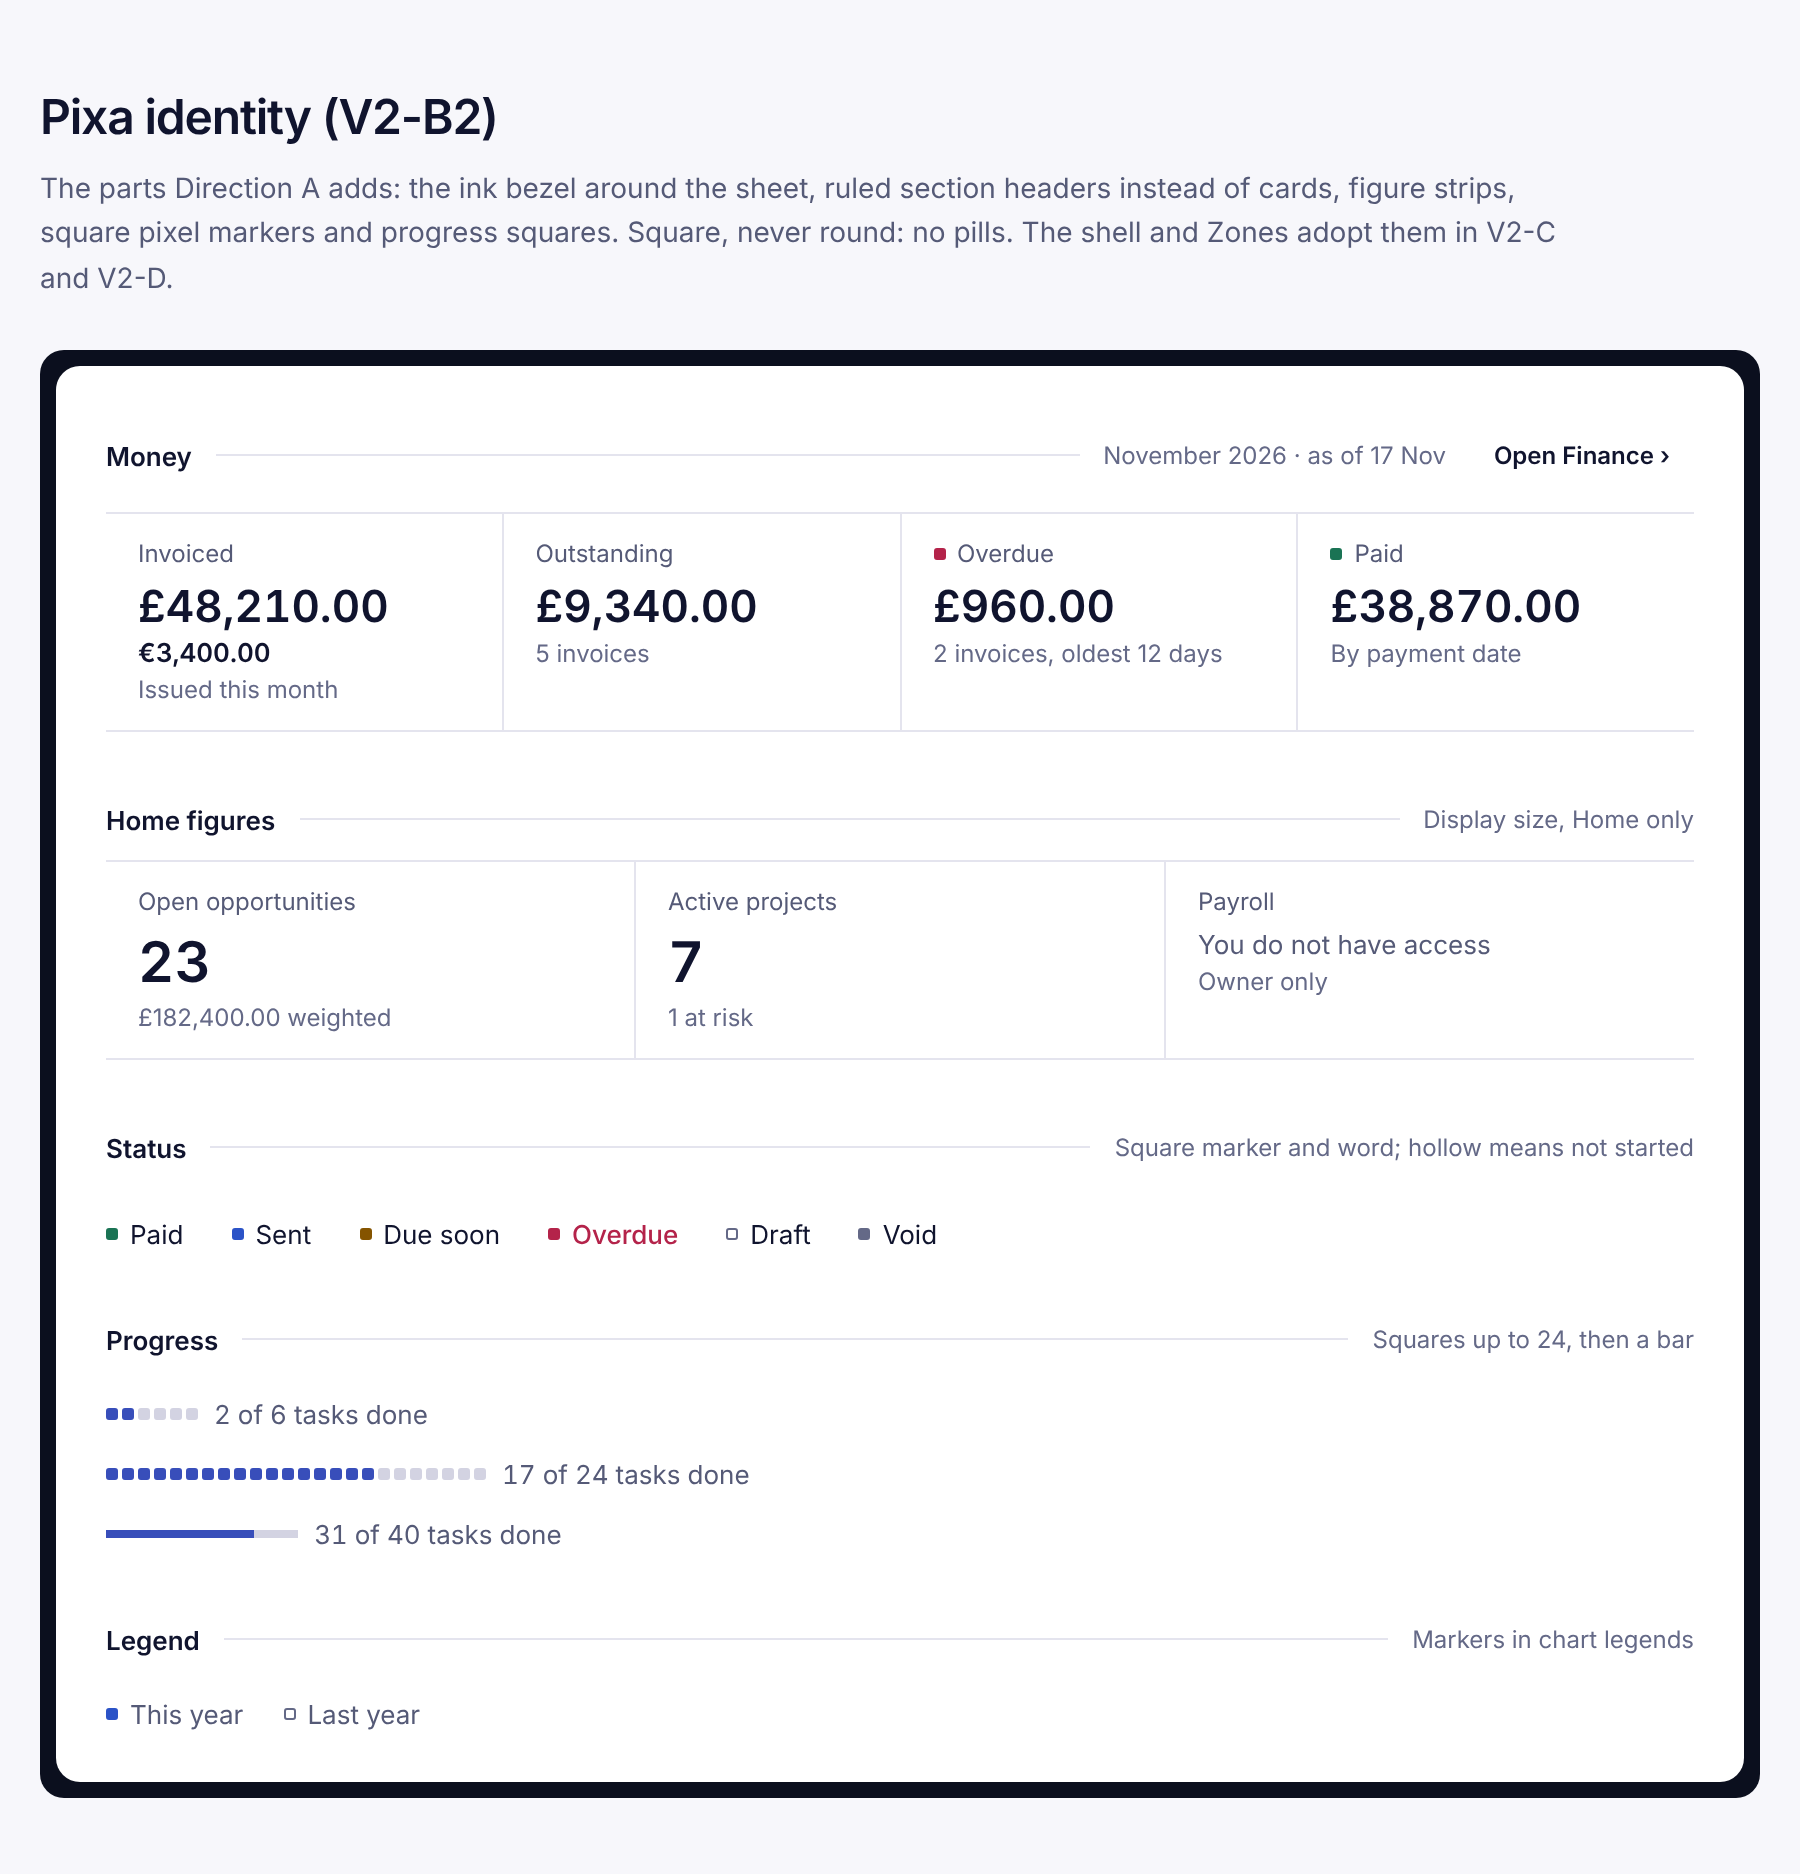 Pixa identity (V2-B2)
The parts Direction A adds: the ink bezel around the sheet, ruled section headers instead of cards, figure strips,
square pixel markers and progress squares. Square, never round: no pills. The shell and Zones adopt them in V2-C
and V2-D.
Money November 2026 · as of 17 Nov Open Finance ›
Invoiced
£48,210.00
€3,400.00
Issued this month
Outstanding
£9,340.00
5 invoices
Overdue
£960.00
2 invoices, oldest 12 days
Paid
£38,870.00
By payment date
Home figures Display size, Home only
Open opportunities
23
£182,400.00 weighted
Active projects
7
1 at risk
Payroll
You do not have access
Owner only
Status Square marker and word; hollow means not started
Paid Sent Due soon Overdue Draft Void
Progress Squares up to 24, then a bar
2 of 6 tasks done
17 of 24 tasks done
31 of 40 tasks done
Legend Markers in chart legends
This year Last year